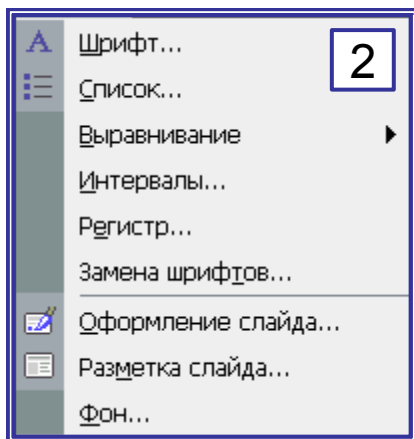 Шрифт...
2
Список...
Выравнивание
Интервалы...
Регистр...
Замена шрифтов...
Оформление слайда...
Разметка слайда...
Фон...